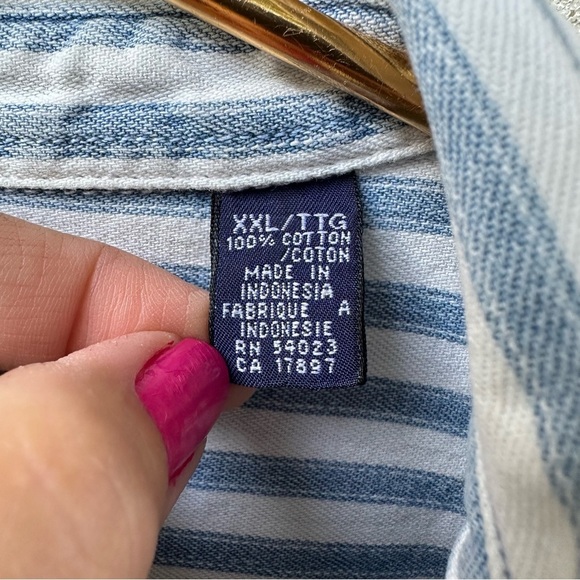 XXL/TTG
100% COTTON
/COTON
MADE IN
INDONESIA
FABRIQUE A
INDONESIE
RN 54023
CA 17897